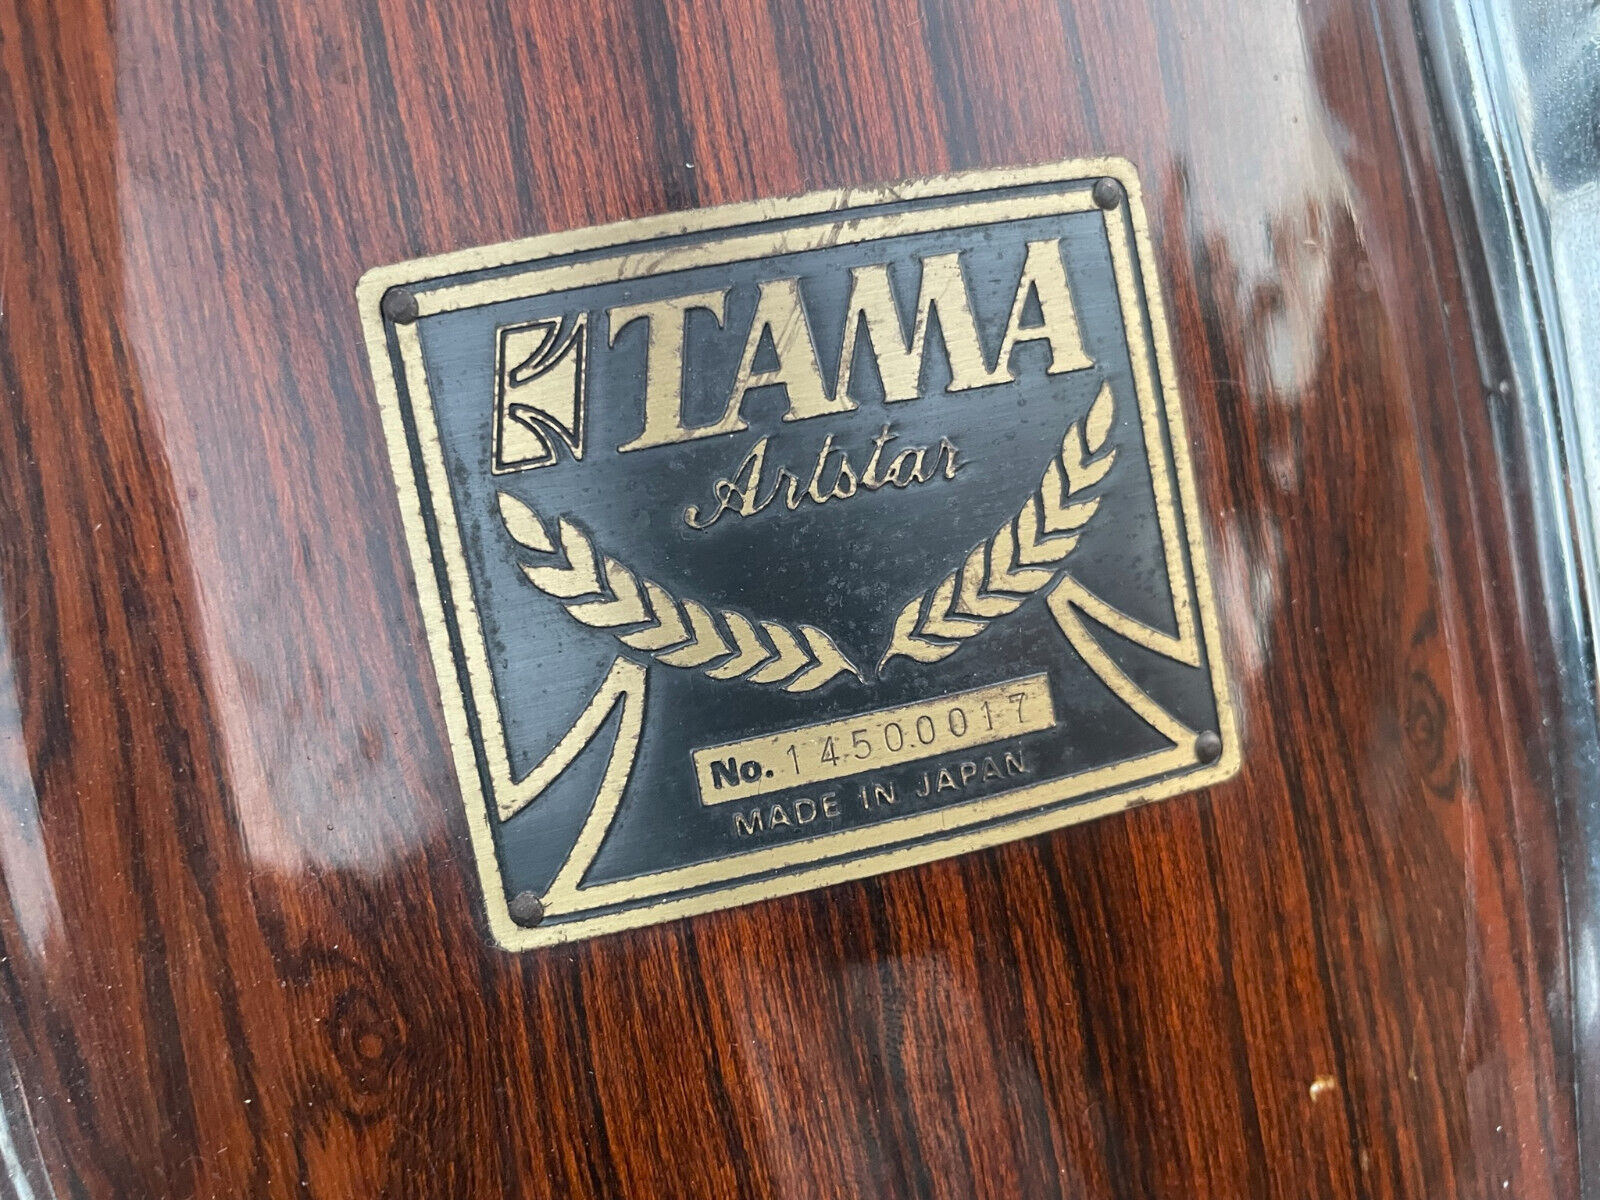 TAMA
Artstar
No. 14500017
MADE IN JAPAN